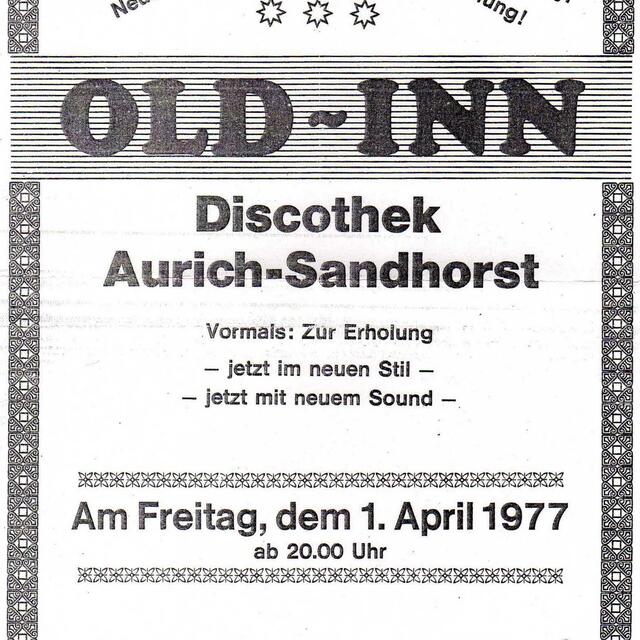 OLD~INN
Discothek
Aurich-Sandhorst
Vormals: Zur Erholung
— jetzt im neuen Stil —
— jetzt mit neuem Sound —
Am Freitag, dem 1. April 1977
ab 20.00 Uhr